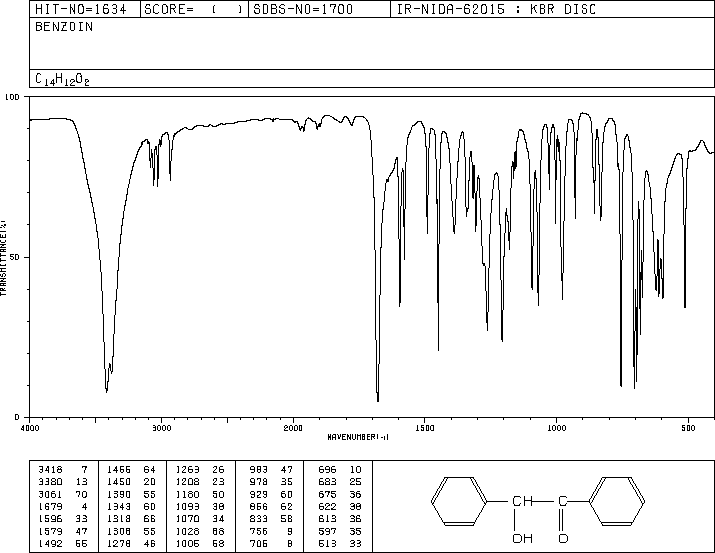 HIT-NO=1634 SCORE= ( ) SDBS-NO=1700 IR-NIDA-62015 : KBR DISC
BENZOIN
C14H12O2
100
TRANSMITTANCE(%)
50
0
4000 3000 2000 1500 1000 500
WAVENUMBER(-1)
3418 7 1466 64 1263 26 983 47 696 10
3380 13 1450 20 1208 23 978 35 683 25
3061 70 1390 55 1180 50 929 60 675 36
1679 4 1343 60 1093 38 856 62 622 38
1596 33 1318 66 1070 34 833 58 613 36
1579 47 1308 55 1028 68 756 9 597 35
1492 55 1278 46 1006 58 706 8 513 33
CH C
OH O